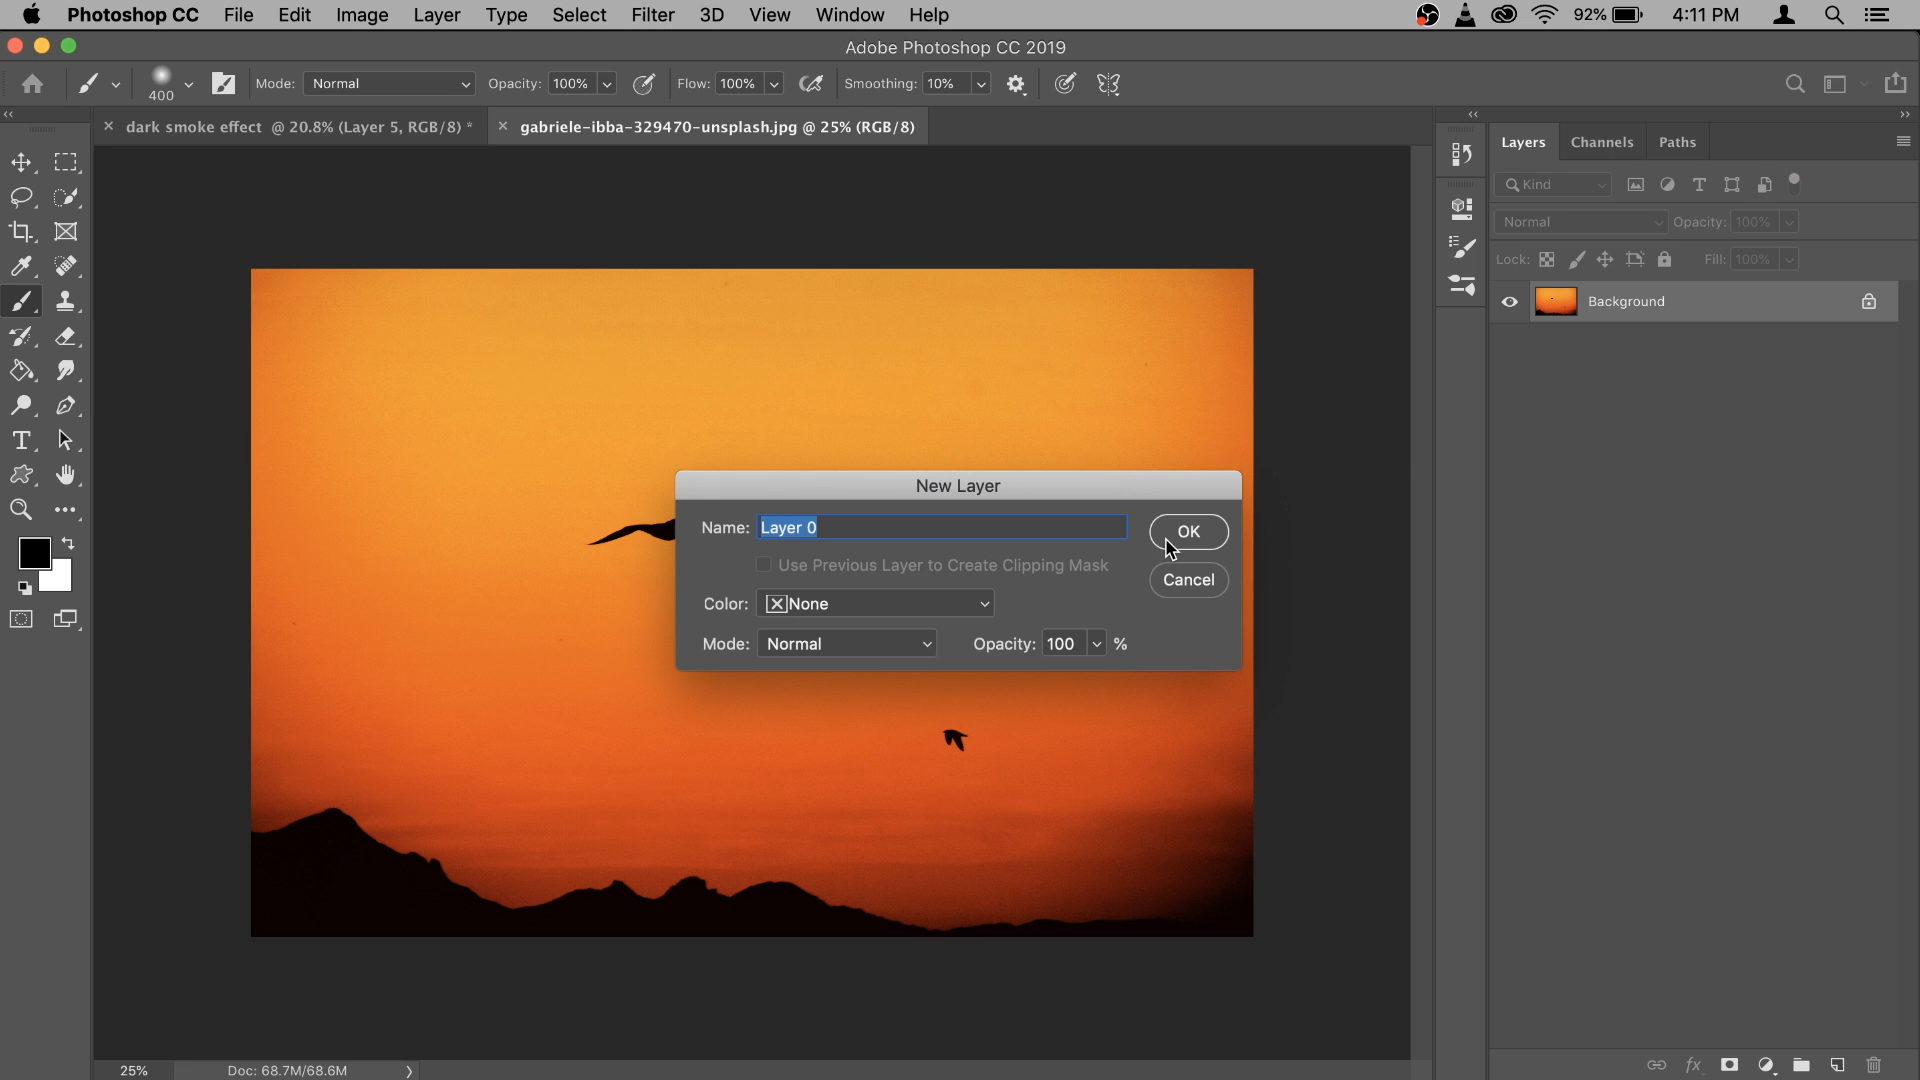 Photoshop CC File Edit Image Layer Type Select Filter 3D View Window Help 92% 4:11 PM
Adobe Photoshop CC 2019
400 Mode: Normal Opacity: 100% Flow: 100% Smoothing: 10%
dark smoke effect @ 20.8% (Layer 5, RGB/8) * gabriele-ibba-329470-unsplash.jpg @ 25% (RGB/8)
Layers Channels Paths
Kind
Normal Opacity: 100%
Lock: Fill: 100%
Background
New Layer
Name: Layer 0 OK
Use Previous Layer to Create Clipping Mask
Cancel
Color: None
Mode: Normal Opacity: 100 %
25% Doc: 68.7M/68.6M